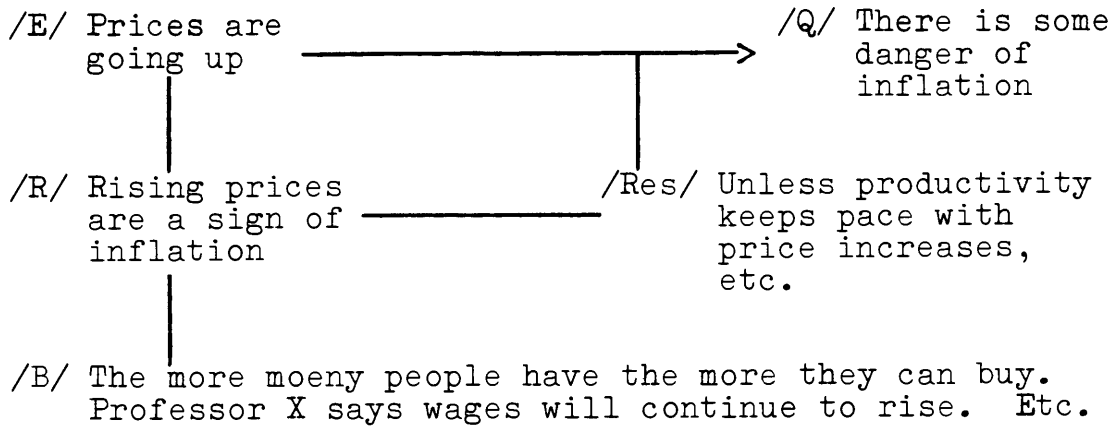 /E/ Prices are
going up
/Q/ There is some
danger of
inflation
/R/ Rising prices
are a sign of
inflation
/Res/ Unless productivity
keeps pace with
price increases,
etc.
/B/ The more moeny people have the more they can buy.
Professor X says wages will continue to rise. Etc.